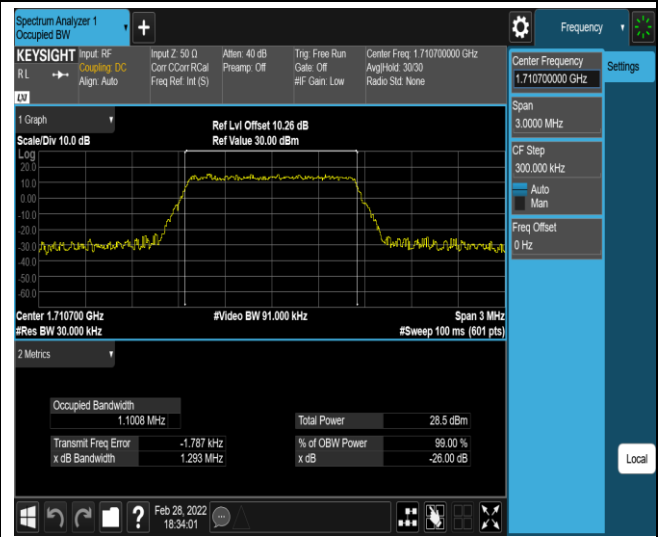 Spectrum Analyzer 1
Occupied BW
+
Frequency
KEYSIGHT
RL
LXI
Input: RF
Coupling: DC
Align: Auto
Input Z: 50 Ω
Corr CCorr RCal
Freq Ref: Int (S)
Atten: 40 dB
Preamp: Off
Trig: Free Run
Gate: Off
#IF Gain: Low
Center Freq: 1.710700000 GHz
Avg|Hold: 30/30
Radio Std: None
Center Frequency
1.710700000 GHz
Settings
Span
3.0000 MHz
CF Step
300.000 kHz
Auto
Man
Freq Offset
0 Hz
1 Graph
Scale/Div 10.0 dB
Ref Lvl Offset 10.26 dB
Ref Value 30.00 dBm
Log
20.0
10.0
0.00
-10.0
-20.0
-30.0
-40.0
-50.0
-60.0
Center 1.710700 GHz
#Res BW 30.000 kHz
#Video BW 91.000 kHz
Span 3 MHz
#Sweep 100 ms (601 pts)
2 Metrics
Occupied Bandwidth
1.1008 MHz
Total Power 28.5 dBm
Transmit Freq Error -1.787 kHz
% of OBW Power 99.00 %
x dB Bandwidth 1.293 MHz
x dB -26.00 dB
Local
?
Feb 28, 2022
18:34:01